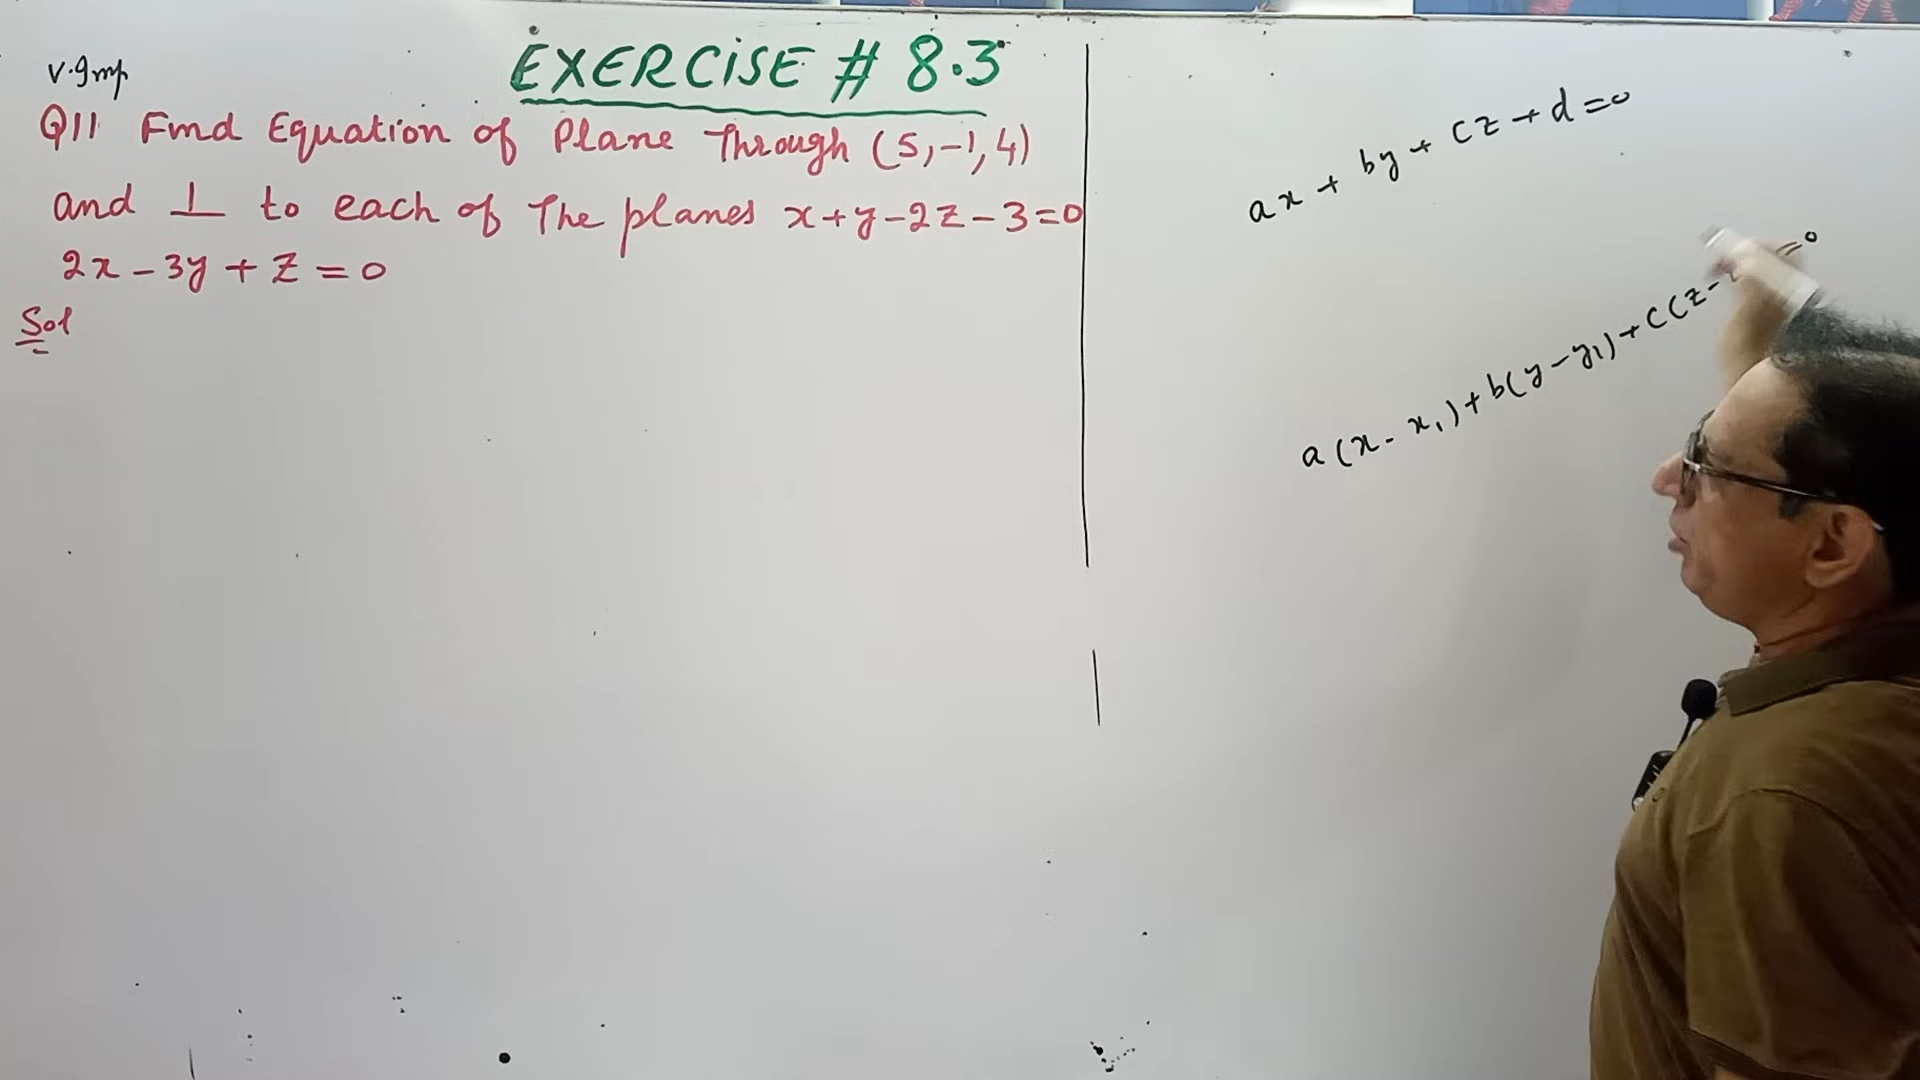 EXERCISE # 8.3
V.Imp
Q11 Find Equation of Plane Through (5,-1,4)
and ⊥ to each of The planes x+y-2z-3=0
2x-3y+z=0
Sol
ax + by + cz + d = 0
a(x-x₁)+b(y-y₁)+c(z- =0